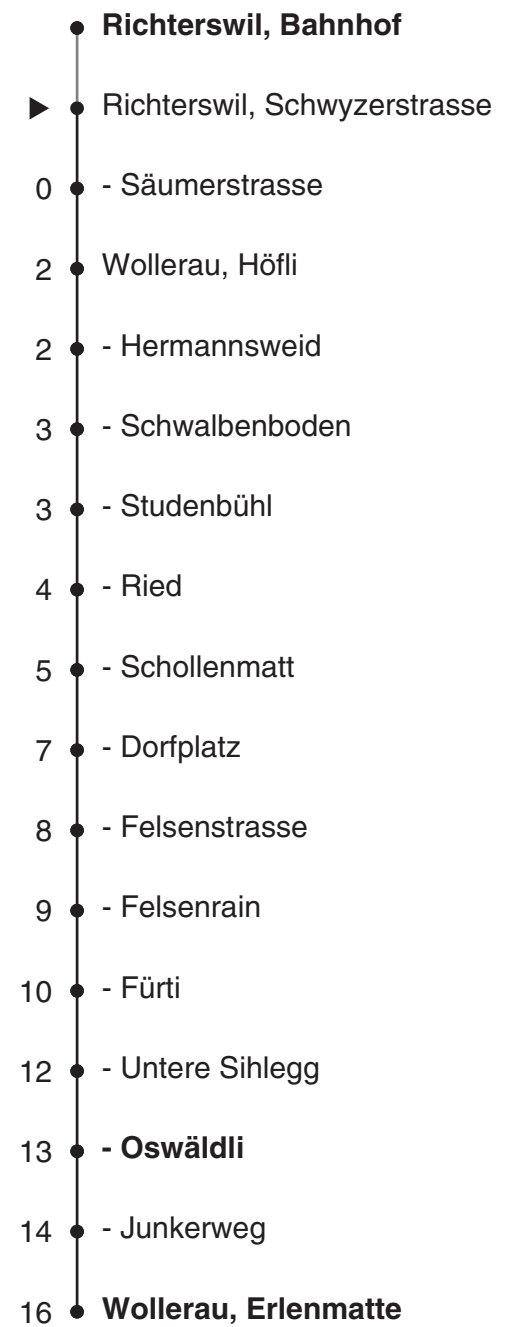 Richterswil, Bahnhof
Richterswil, Schwyzerstrasse
0 - Säumerstrasse
2 Wollerau, Höfli
2 - Hermannsweid
3 - Schwalbenboden
3 - Studenbühl
4 - Ried
5 - Schollenmatt
7 - Dorfplatz
8 - Felsenstrasse
9 - Felsenrain
10 - Fürti
12 - Untere Sihlegg
13 - Oswäldli
14 - Junkerweg
16 Wollerau, Erlenmatte